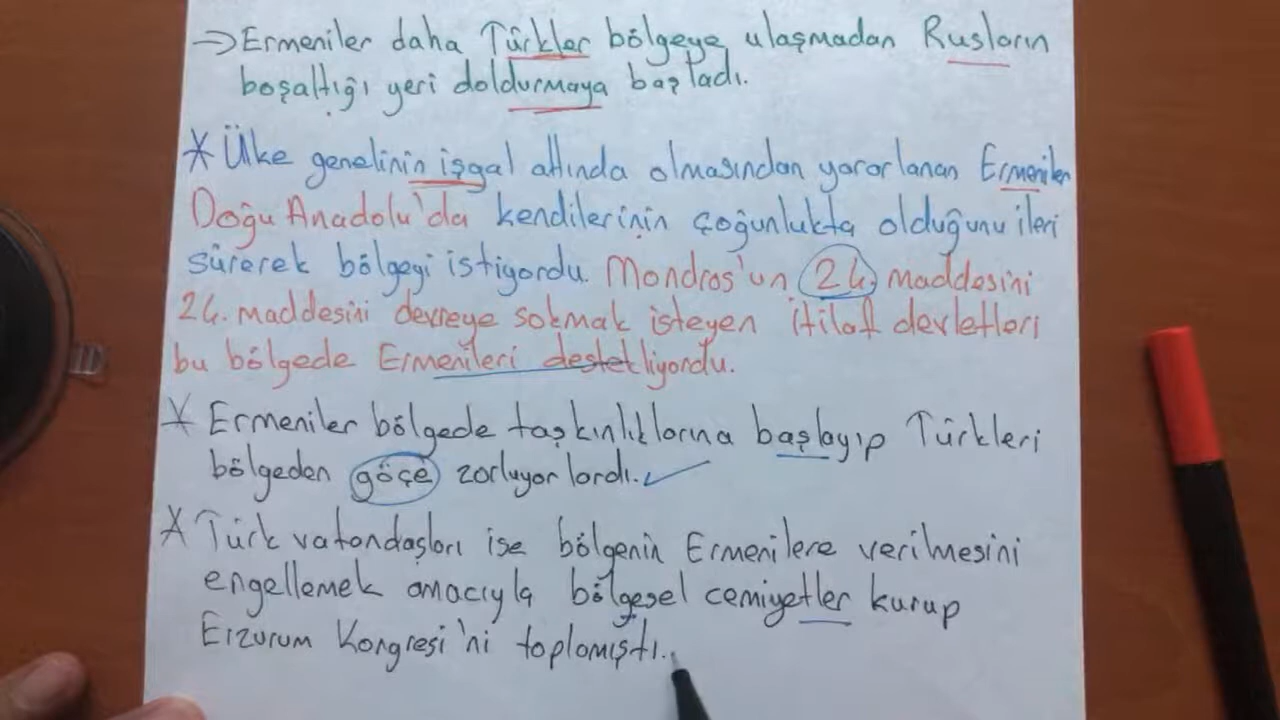 → Ermeniler daha Türkler bölgeye ulaşmadan Rusların
boşalttığı yeri doldurmaya başladı.
* Ülke genelinin işgal altında olmasından yararlanan Ermeniler
Doğu Anadolu'da kendilerinin çoğunlukta olduğunu ileri
sürerek bölgeyi istiyordu. Mondros'un 24. maddesini
24. maddesini devreye sokmak isteyen itilaf devletleri
bu bölgede Ermenileri destekliyordu.
* Ermeniler bölgede taşkınlıklarına başlayıp Türkleri
bölgeden göçe zorluyorlardı.
* Türk vatandaşları ise bölgenin Ermenilere verilmesini
engellemek amacıyla bölgesel cemiyetler kurup
Erzurum Kongresi'ni toplamıştı.